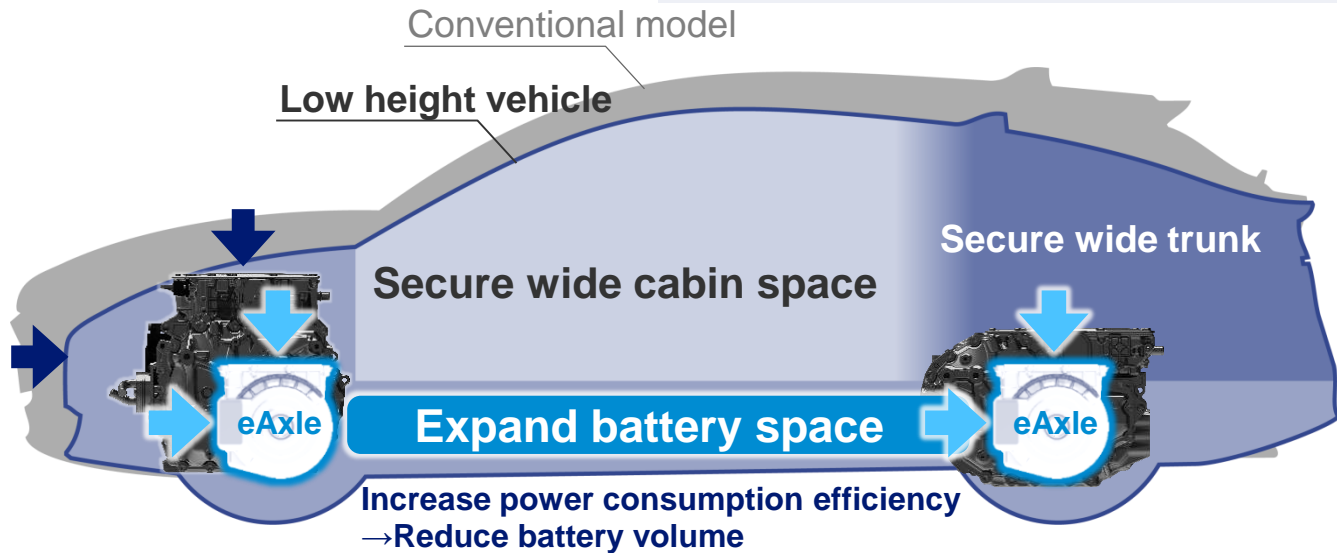 Conventional model
Low height vehicle
Secure wide trunk
Secure wide cabin space
eAxle
Expand battery space
eAxle
Increase power consumption efficiency
→Reduce battery volume